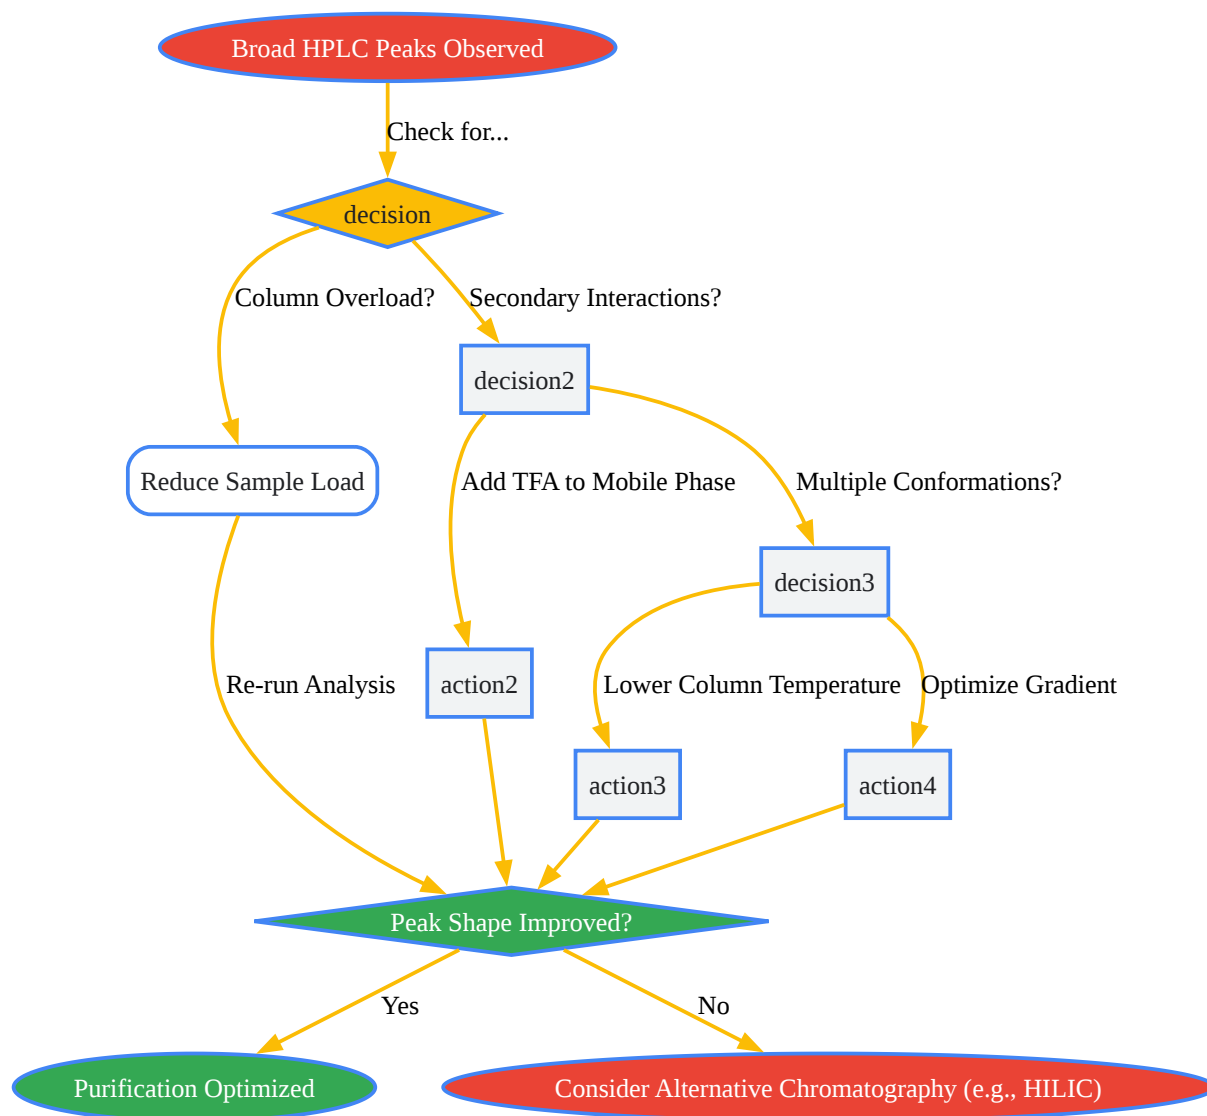 Broad HPLC Peaks Observed
Check for...
decision
Column Overload?
Secondary Interactions?
decision2
Reduce Sample Load
Add TFA to Mobile Phase
Multiple Conformations?
decision3
Re-run Analysis
action2
Lower Column Temperature
Optimize Gradient
action3
action4
Peak Shape Improved?
Yes
No
Purification Optimized
Consider Alternative Chromatography (e.g., HILIC)